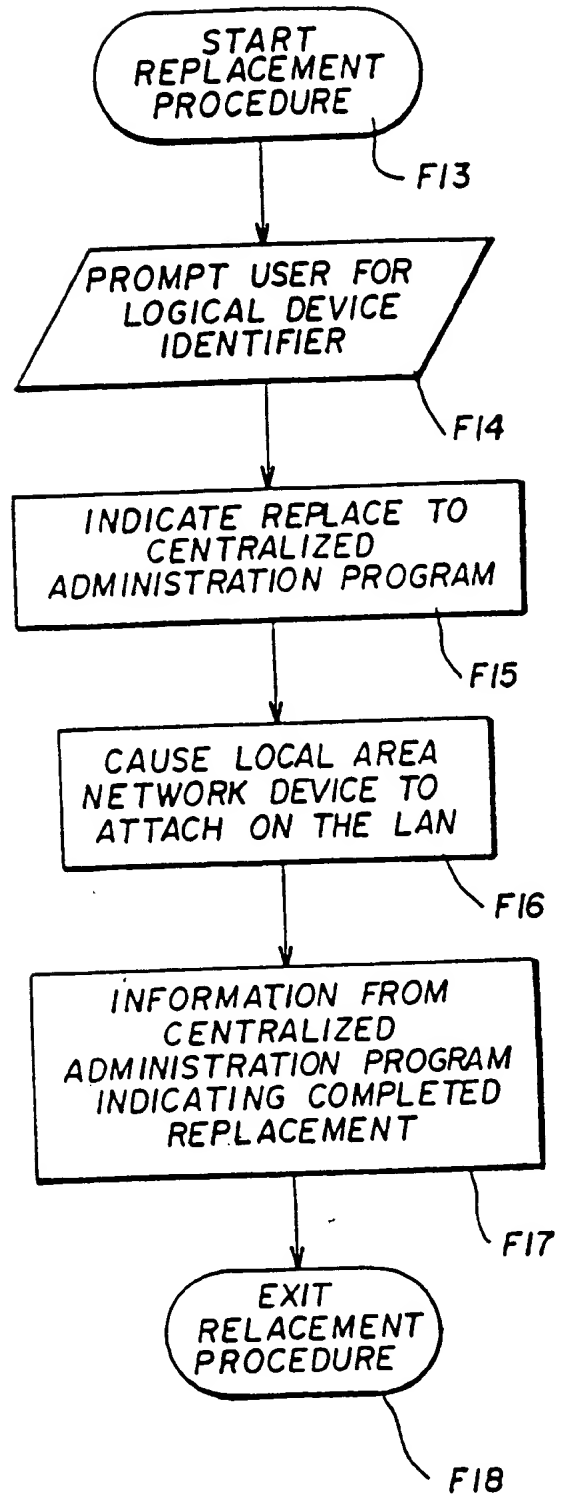 START
REPLACEMENT
PROCEDURE
F13
PROMPT USER FOR
LOGICAL DEVICE
IDENTIFIER
F14
INDICATE REPLACE TO
CENTRALIZED
ADMINISTRATION PROGRAM
F15
CAUSE LOCAL AREA
NETWORK DEVICE TO
ATTACH ON THE LAN
F16
INFORMATION FROM
CENTRALIZED
ADMINISTRATION PROGRAM
INDICATING COMPLETED
REPLACEMENT
F17
EXIT
RELACEMENT
PROCEDURE
F18